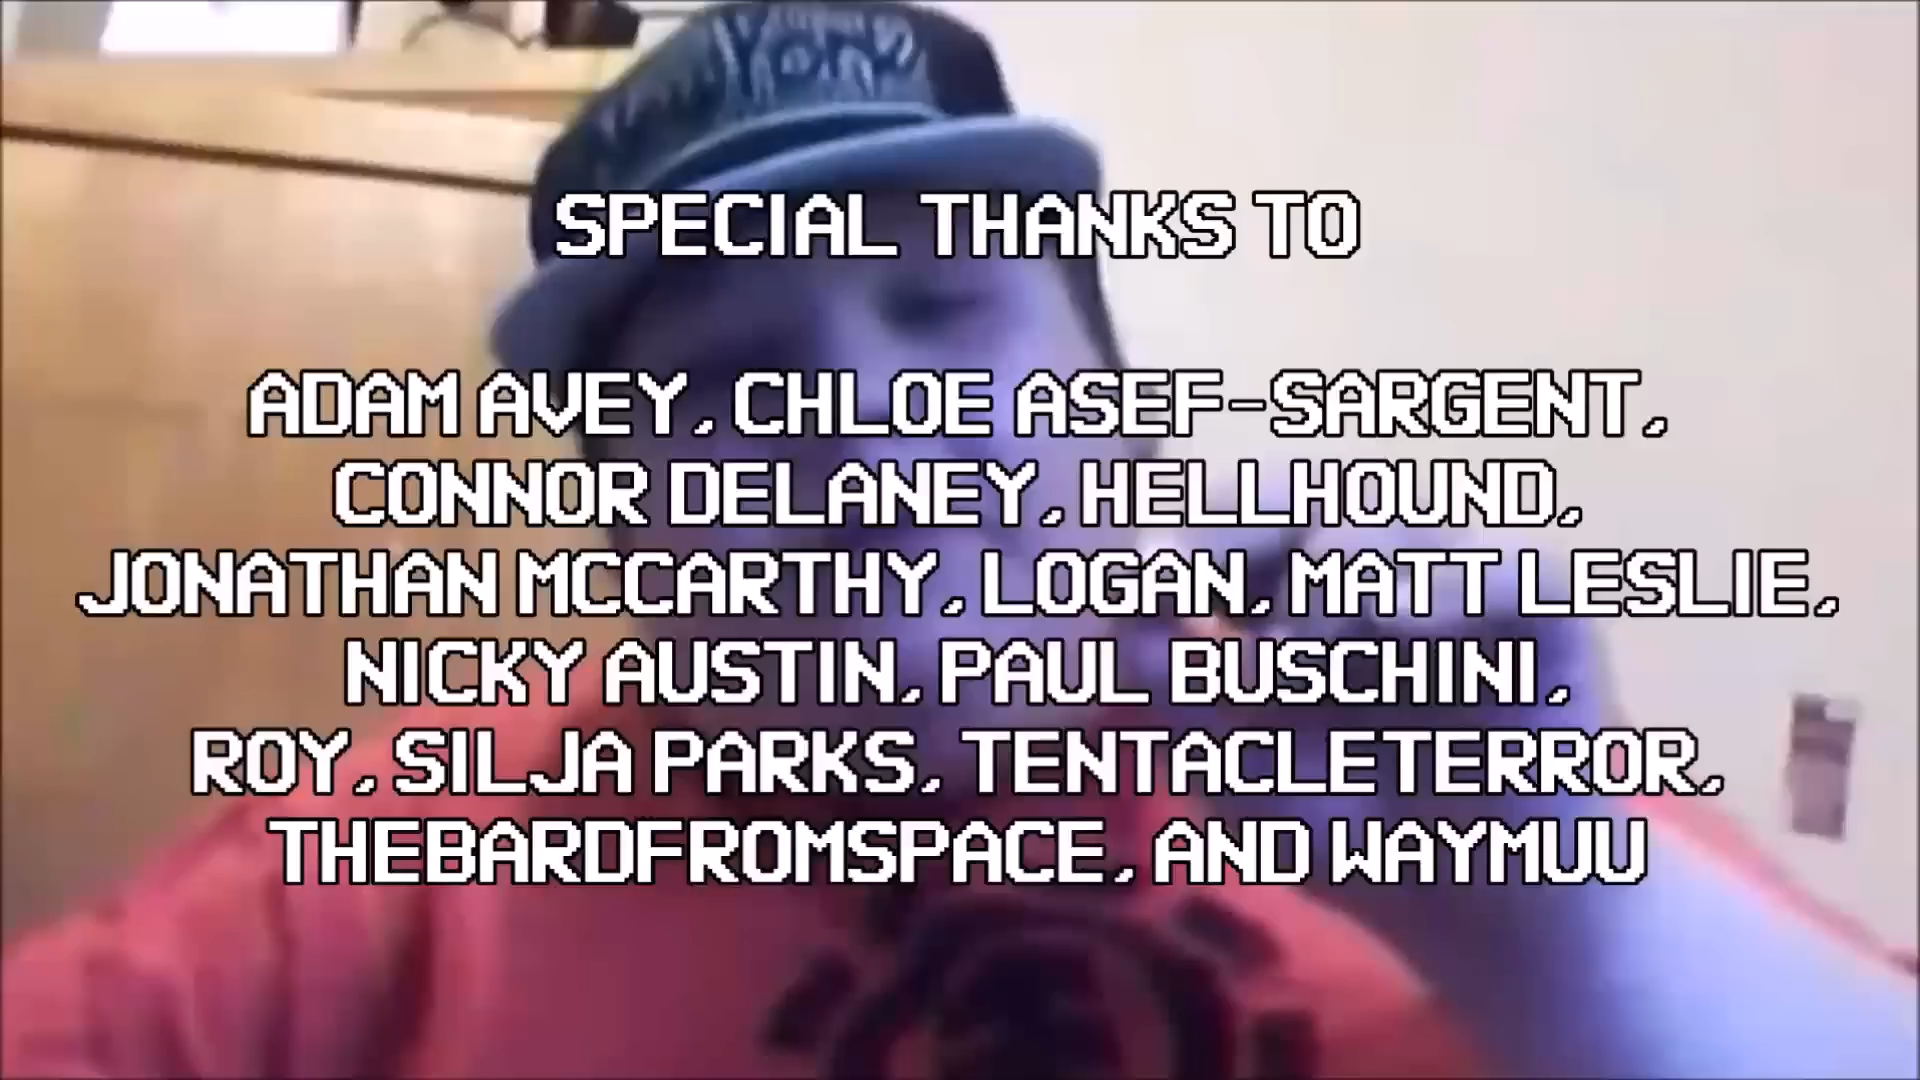 SPECIAL THANKS TO
ADAM AVEY, CHLOE ASEF-SARGENT,
CONNOR DELANEY, HELLHOUND,
JONATHAN MCCARTHY, LOGAN, MATT LESLIE,
NICKY AUSTIN, PAUL BUSCHINI,
ROY, SILJA PARKS, TENTACLETERROR,
THEBARDFROMSPACE, AND WAYMUU